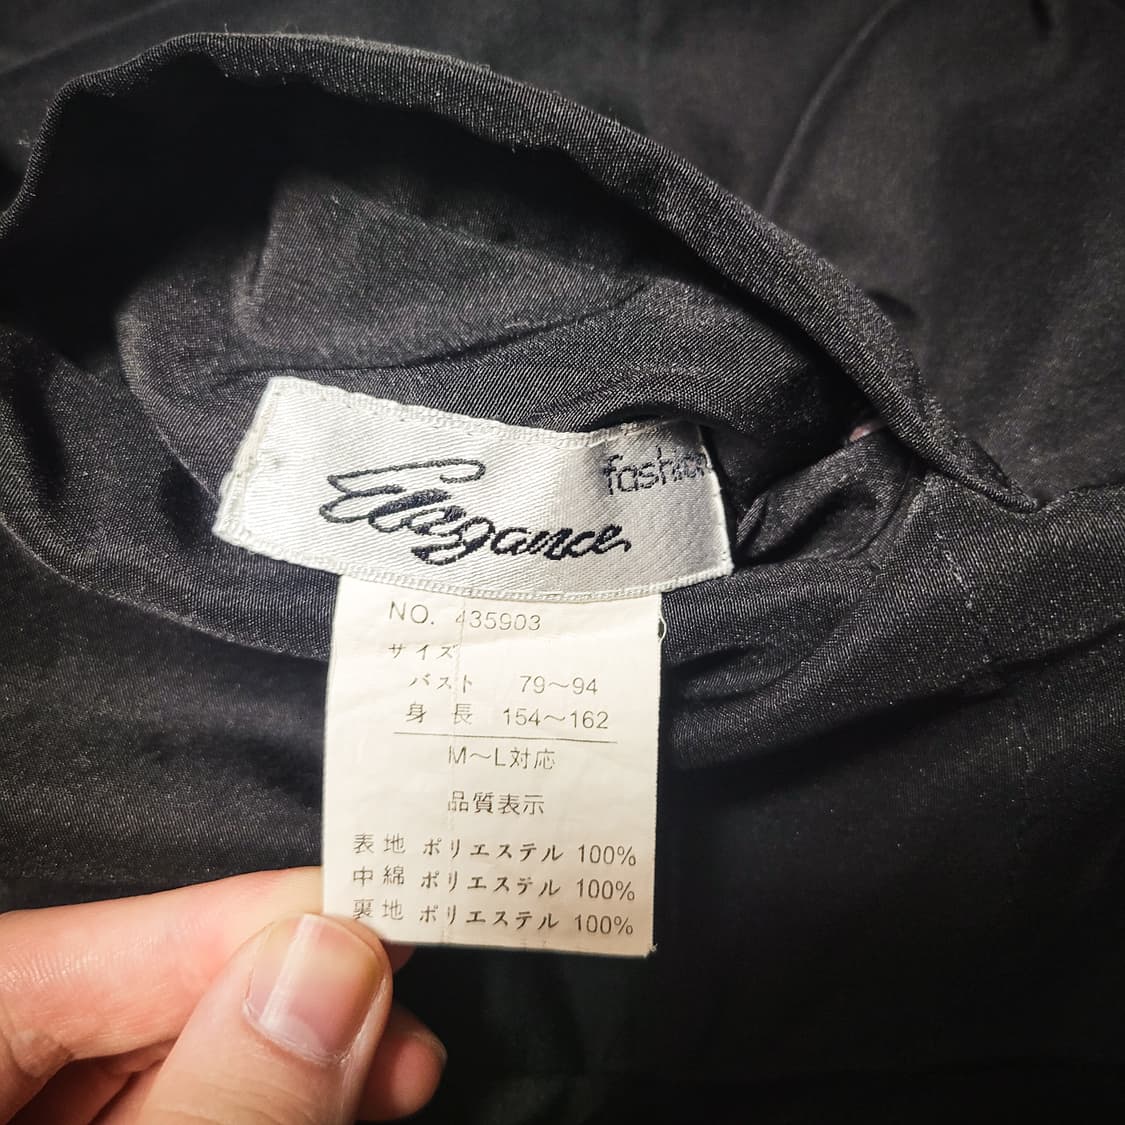 fashion
Elegance
NO. 435903
サイズ
バスト 79～94
身長 154～162
M～L対応
品質表示
表地 ポリエステル 100%
中綿 ポリエステル 100%
裏地 ポリエステル 100%